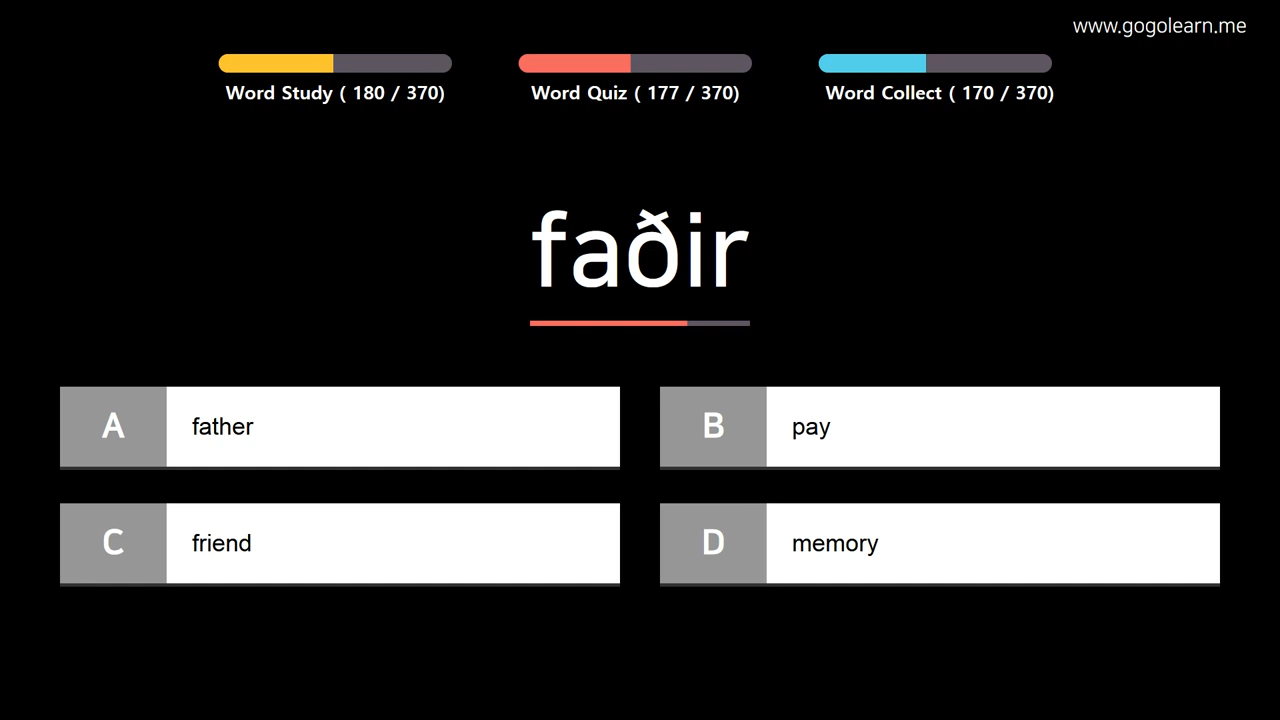 www.gogolearn.me
Word Study ( 180 / 370)
Word Quiz ( 177 / 370)
Word Collect ( 170 / 370)
faðir
A father
B pay
C friend
D memory